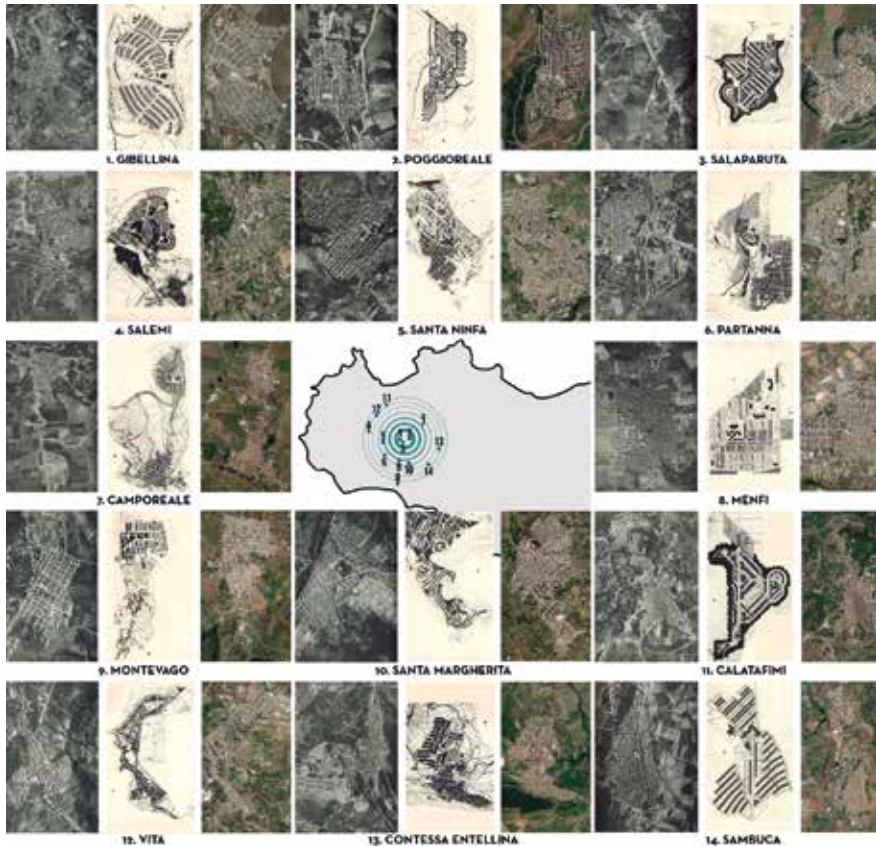 1. GIBELLINA
2. POGGIOREALE
3. SALAPARUTA
4. SALEMI
5. SANTA NINFA
6. PARTANNA
7. CAMPOREALE
8. MENFI
9. MONTEVAGO
10. SANTA MARGHERITA
11. CALATAFIMI
12. VITA
13. CONTESSA ENTELLINA
14. SAMBUCA